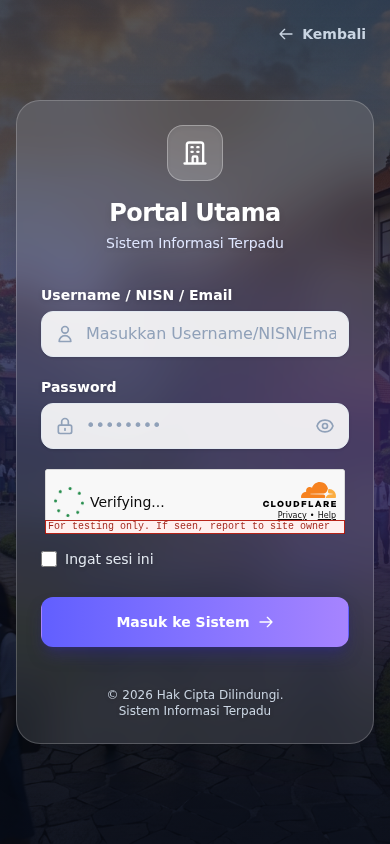 Kembali
Portal Utama
Sistem Informasi Terpadu
Username / NISN / Email
Masukkan Username/NISN/Ema
Password
Verifying...
CLOUDFLARE
Privacy • Help
For testing only. If seen, report to site owner
Ingat sesi ini
Masuk ke Sistem
© 2026 Hak Cipta Dilindungi.
Sistem Informasi Terpadu